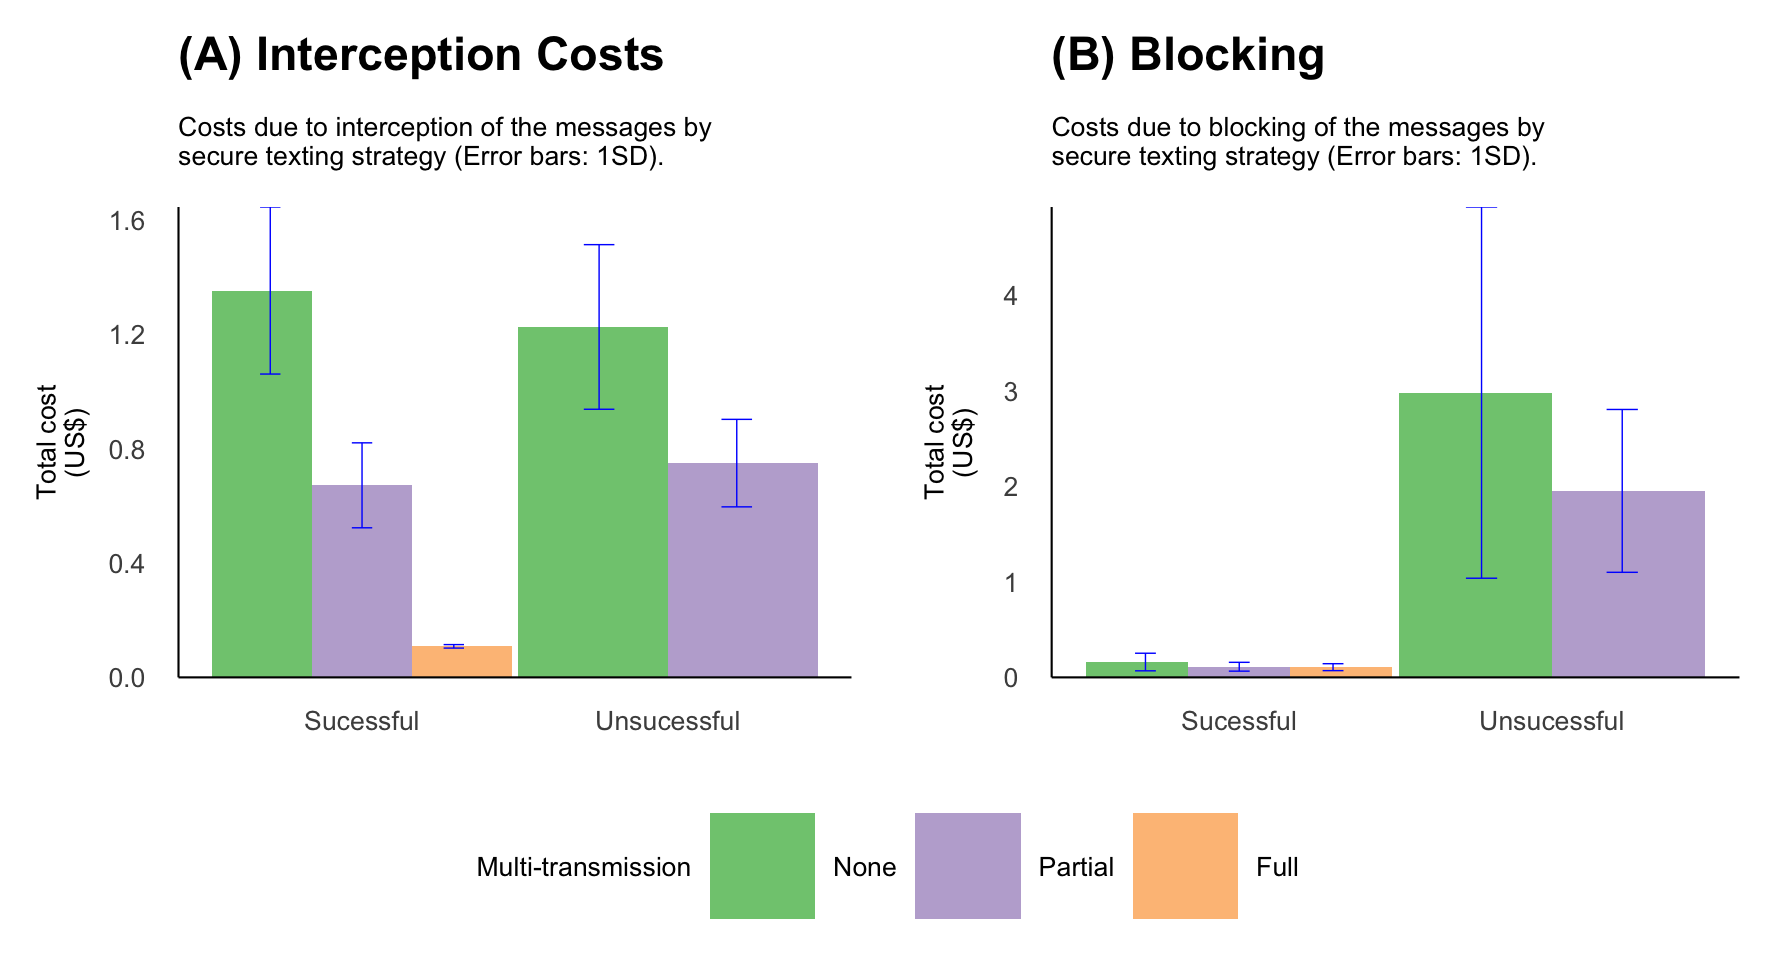 (A) Interception Costs
Costs due to interception of the messages by
secure texting strategy (Error bars: 1SD).
1.6
1.2
0.8
0.4
0.0
Total cost
(US$)
Sucessful
Unsucessful
(B) Blocking
Costs due to blocking of the messages by
secure texting strategy (Error bars: 1SD).
4
3
2
1
0
Total cost
(US$)
Sucessful
Unsucessful
Multi-transmission
None
Partial
Full